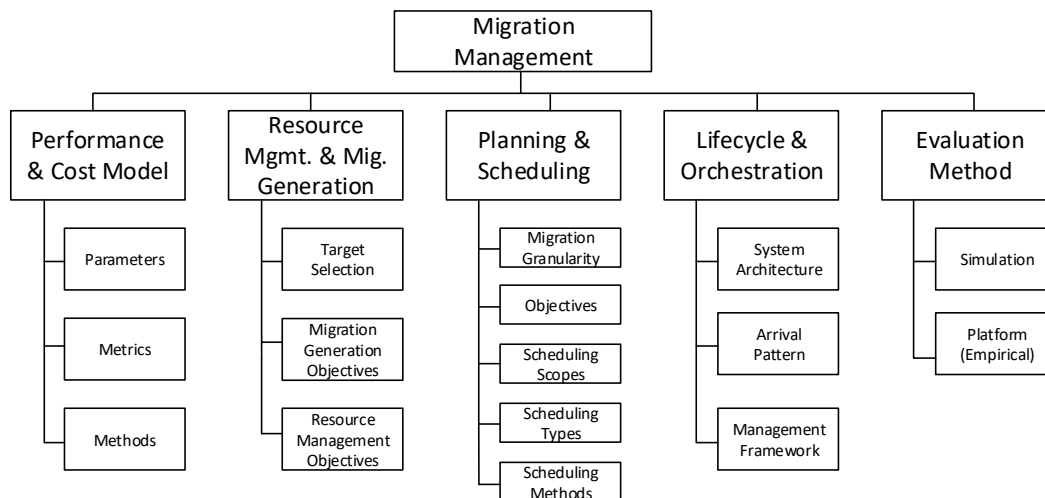 Migration
Management
Performance
& Cost Model
Parameters
Metrics
Methods
Resource
Mgmt. & Mig.
Generation
Target
Selection
Migration
Generation
Objectives
Resource
Management
Objectives
Planning &
Scheduling
Migration
Granularity
Objectives
Scheduling
Scopes
Scheduling
Types
Scheduling
Methods
Lifecycle &
Orchestration
System
Architecture
Arrival
Pattern
Management
Framework
Evaluation
Method
Simulation
Platform
(Empirical)